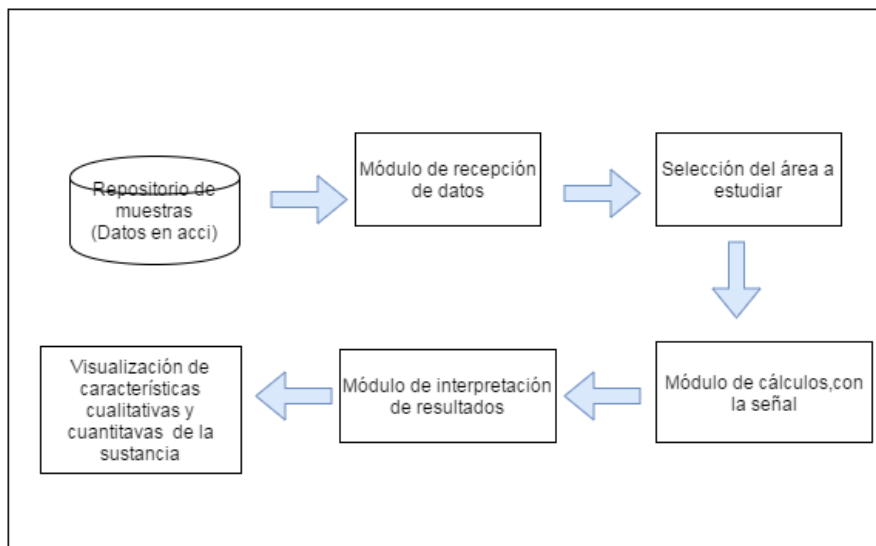 Repositorio de
muestras
(Datos en acci)
Módulo de recepción
de datos
Selección del área a
estudiar
Módulo de cálculos,con
la señal
Módulo de interpretación
de resultados
Visualización de
características
cualitativas y
cuantitavas de la
sustancia